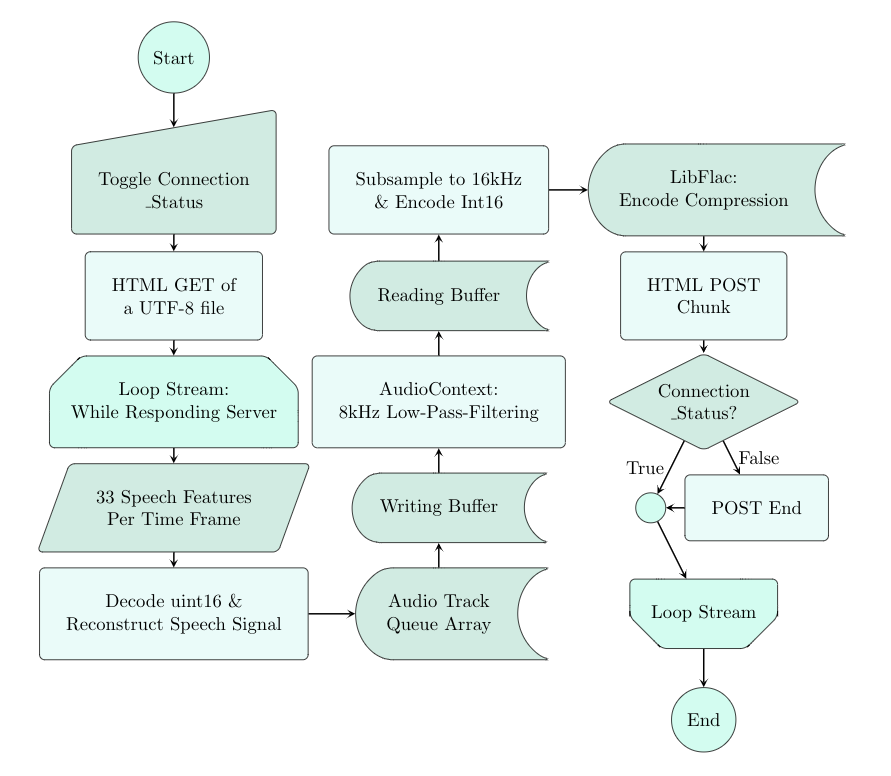 Start
Toggle Connection
_Status
HTML GET of
a UTF-8 file
Loop Stream:
While Responding Server
33 Speech Features
Per Time Frame
Decode uint16 &
Reconstruct Speech Signal
Audio Track
Queue Array
Writing Buffer
AudioContext:
8kHz Low-Pass-Filtering
Reading Buffer
Subsample to 16kHz
& Encode Int16
LibFlac:
Encode Compression
HTML POST
Chunk
Connection
_Status?
True
False
POST End
Loop Stream
End